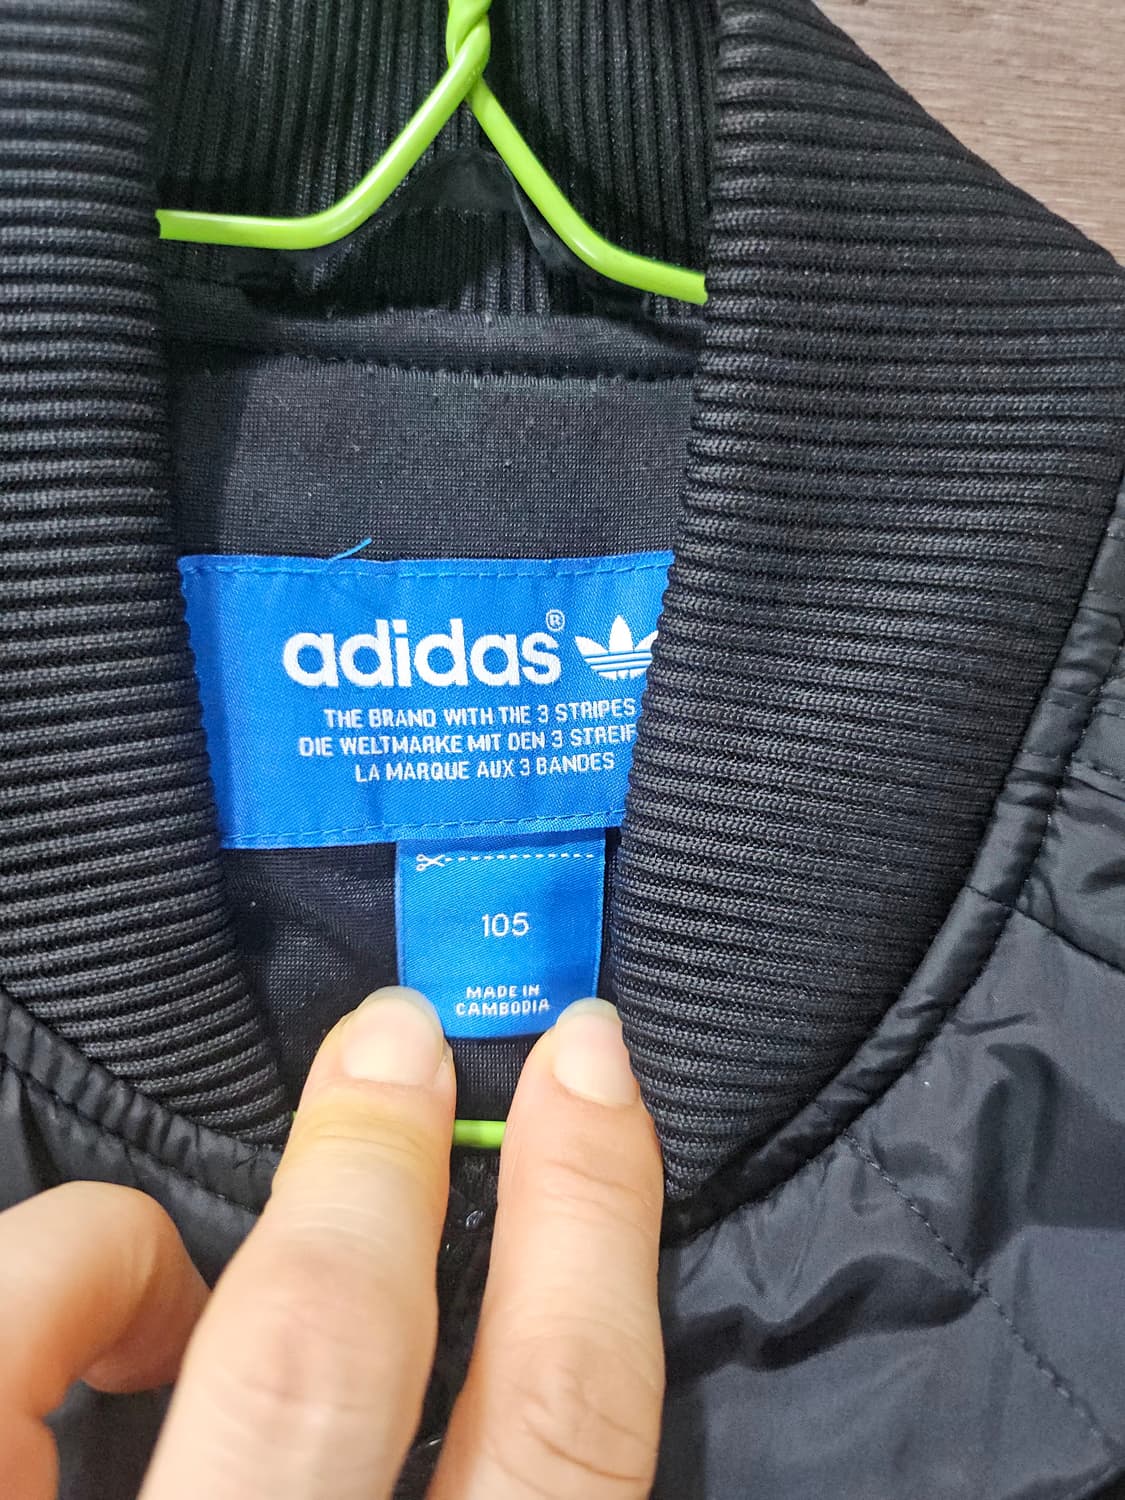 adidas®
THE BRAND WITH THE 3 STRIPES
DIE WELTMARKE MIT DEN 3
LA MARQUE AUX 3 BANDES
105
MADE IN
CAMBODIA